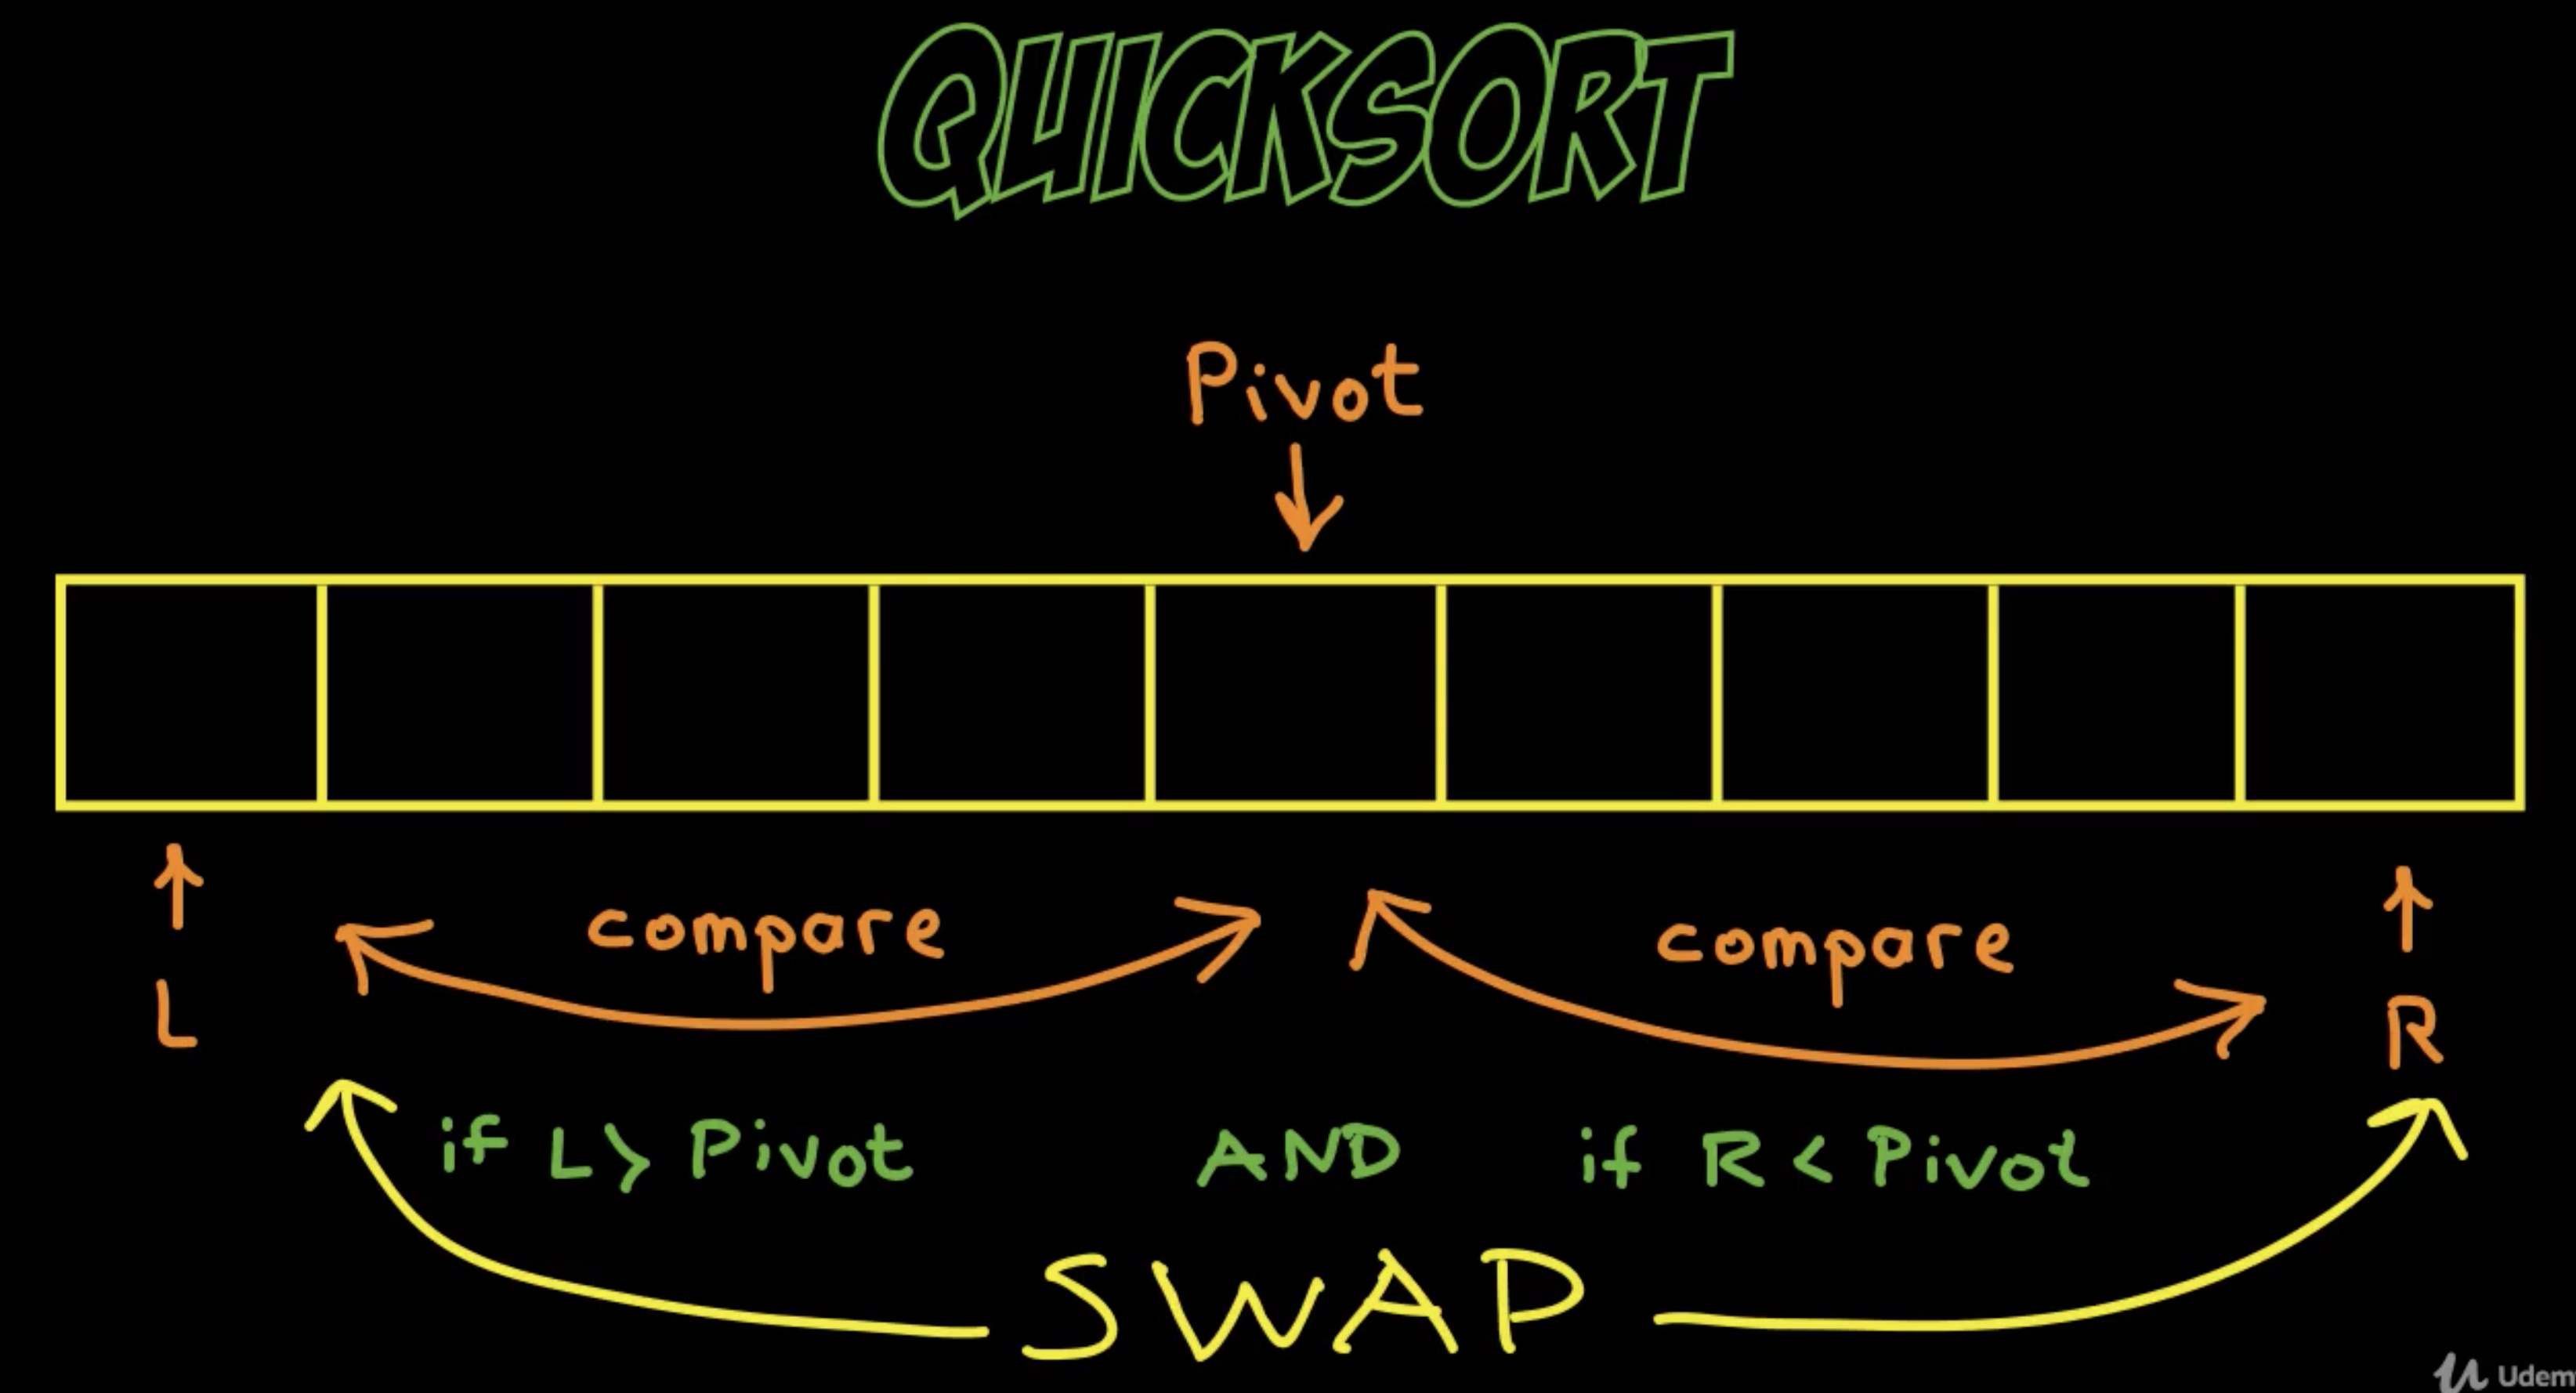 QUICKSORT
Pivot
compare compare
L R
if L > Pivot AND if R < Pivot
SWAP
Udem